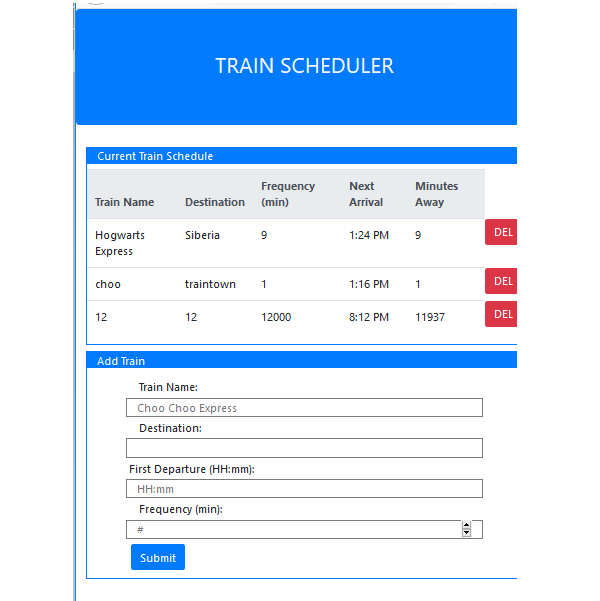 TRAIN SCHEDULER
Current Train Schedule
Train Name Destination Frequency (min) Next Arrival Minutes Away
Hogwarts Express Siberia 9 1:24 PM 9 DEL
choo traintown 1 1:16 PM 1 DEL
12 12 12000 8:12 PM 11937 DEL
Add Train
Train Name:
Choo Choo Express
Destination:
First Departure (HH:mm):
HH:mm
Frequency (min):
#
Submit